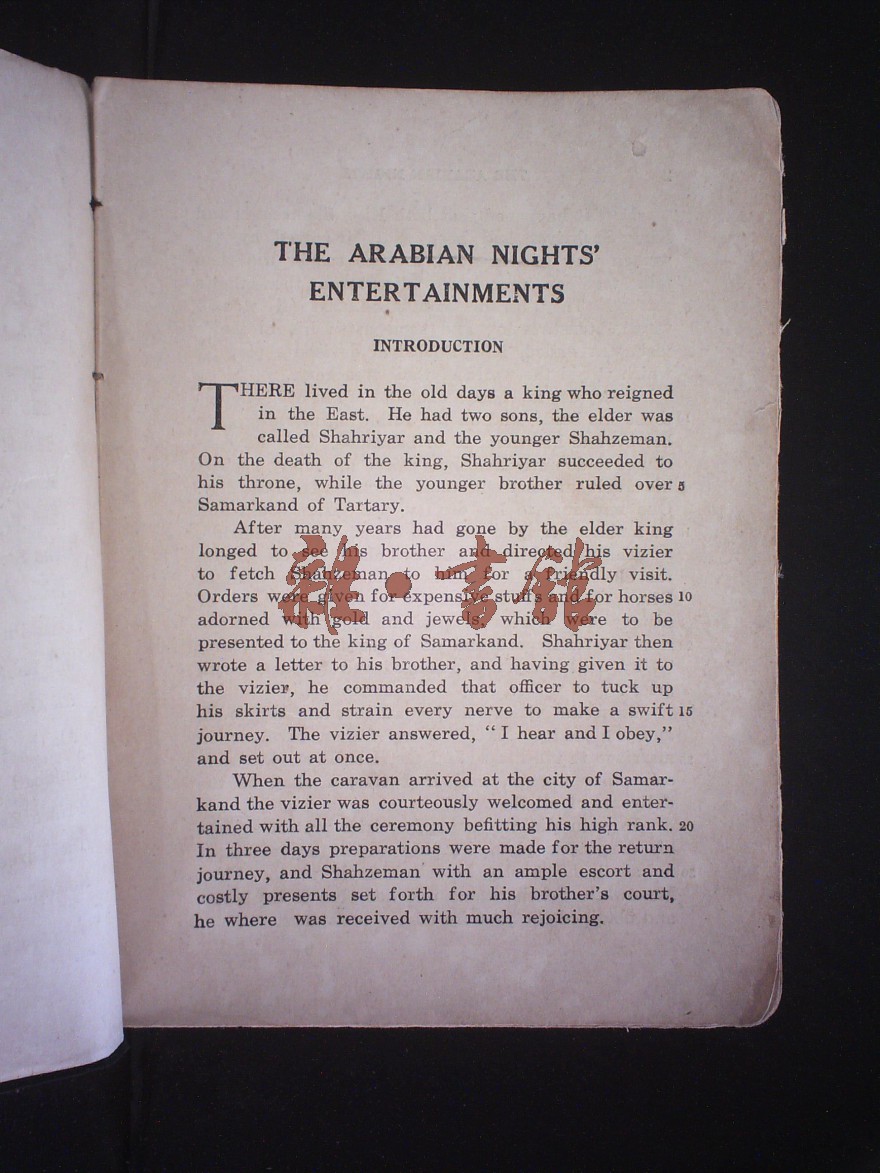 THE ARABIAN NIGHTS'
ENTERTAINMENTS
INTRODUCTION
THERE lived in the old days a king who reigned
in the East. He had two sons, the elder was
called Shahriyar and the younger Shahzeman.
On the death of the king, Shahriyar succeeded to
his throne, while the younger brother ruled over 5
Samarkand of Tartary.
After many years had gone by the elder king
longed to see his brother and directed his vizier
to fetch Shahzeman to him for a friendly visit.
Orders were given for expensive stuffs and for horses 10
adorned with gold and jewels, which were to be
presented to the king of Samarkand. Shahriyar then
wrote a letter to his brother, and having given it to
the vizier, he commanded that officer to tuck up
his skirts and strain every nerve to make a swift 15
journey. The vizier answered, “I hear and I obey,”
and set out at once.
When the caravan arrived at the city of Samar-
kand the vizier was courteously welcomed and enter-
tained with all the ceremony befitting his high rank. 20
In three days preparations were made for the return
journey, and Shahzeman with an ample escort and
costly presents set forth for his brother's court,
he where was received with much rejoicing.
雜·書館